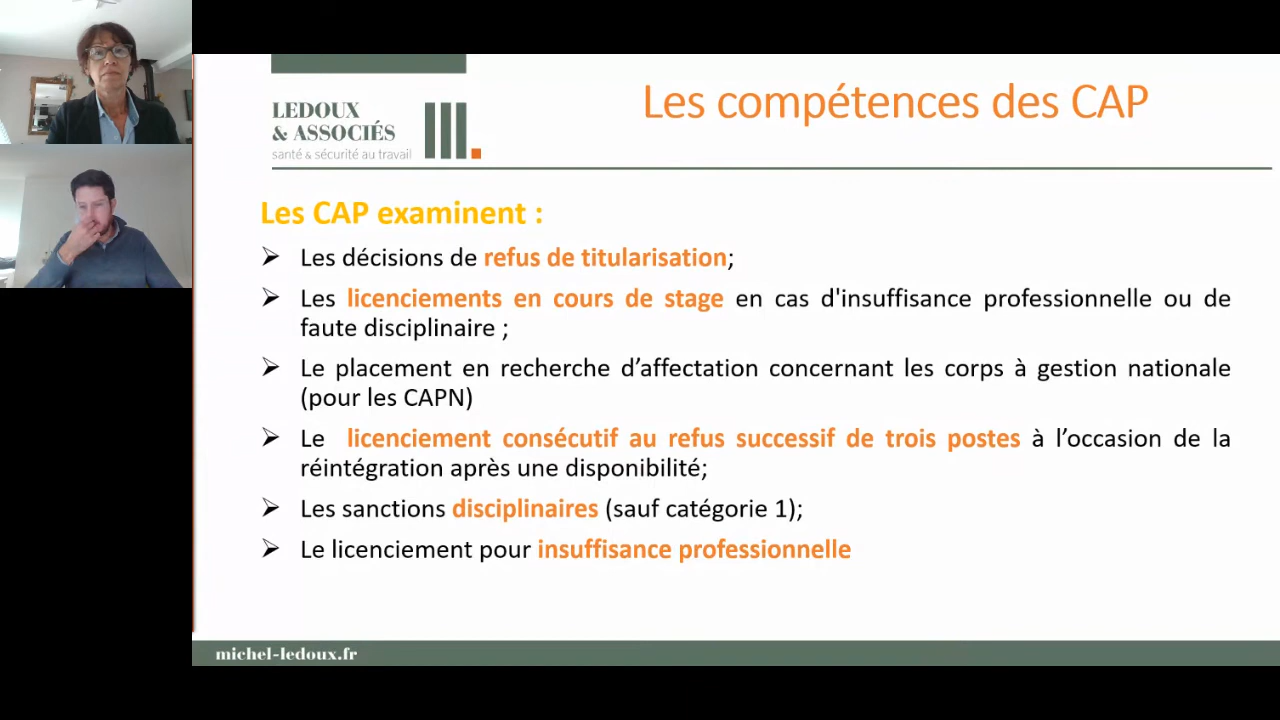 LEDOUX
& ASSOCIÉS
santé & sécurité au travail
Les compétences des CAP
Les CAP examinent :
➢ Les décisions de refus de titularisation;
➢ Les licenciements en cours de stage en cas d'insuffisance professionnelle ou de
faute disciplinaire ;
➢ Le placement en recherche d’affectation concernant les corps à gestion nationale
(pour les CAPN)
➢ Le licenciement consécutif au refus successif de trois postes à l’occasion de la
réintégration après une disponibilité;
➢ Les sanctions disciplinaires (sauf catégorie 1);
➢ Le licenciement pour insuffisance professionnelle
michel-ledoux.fr